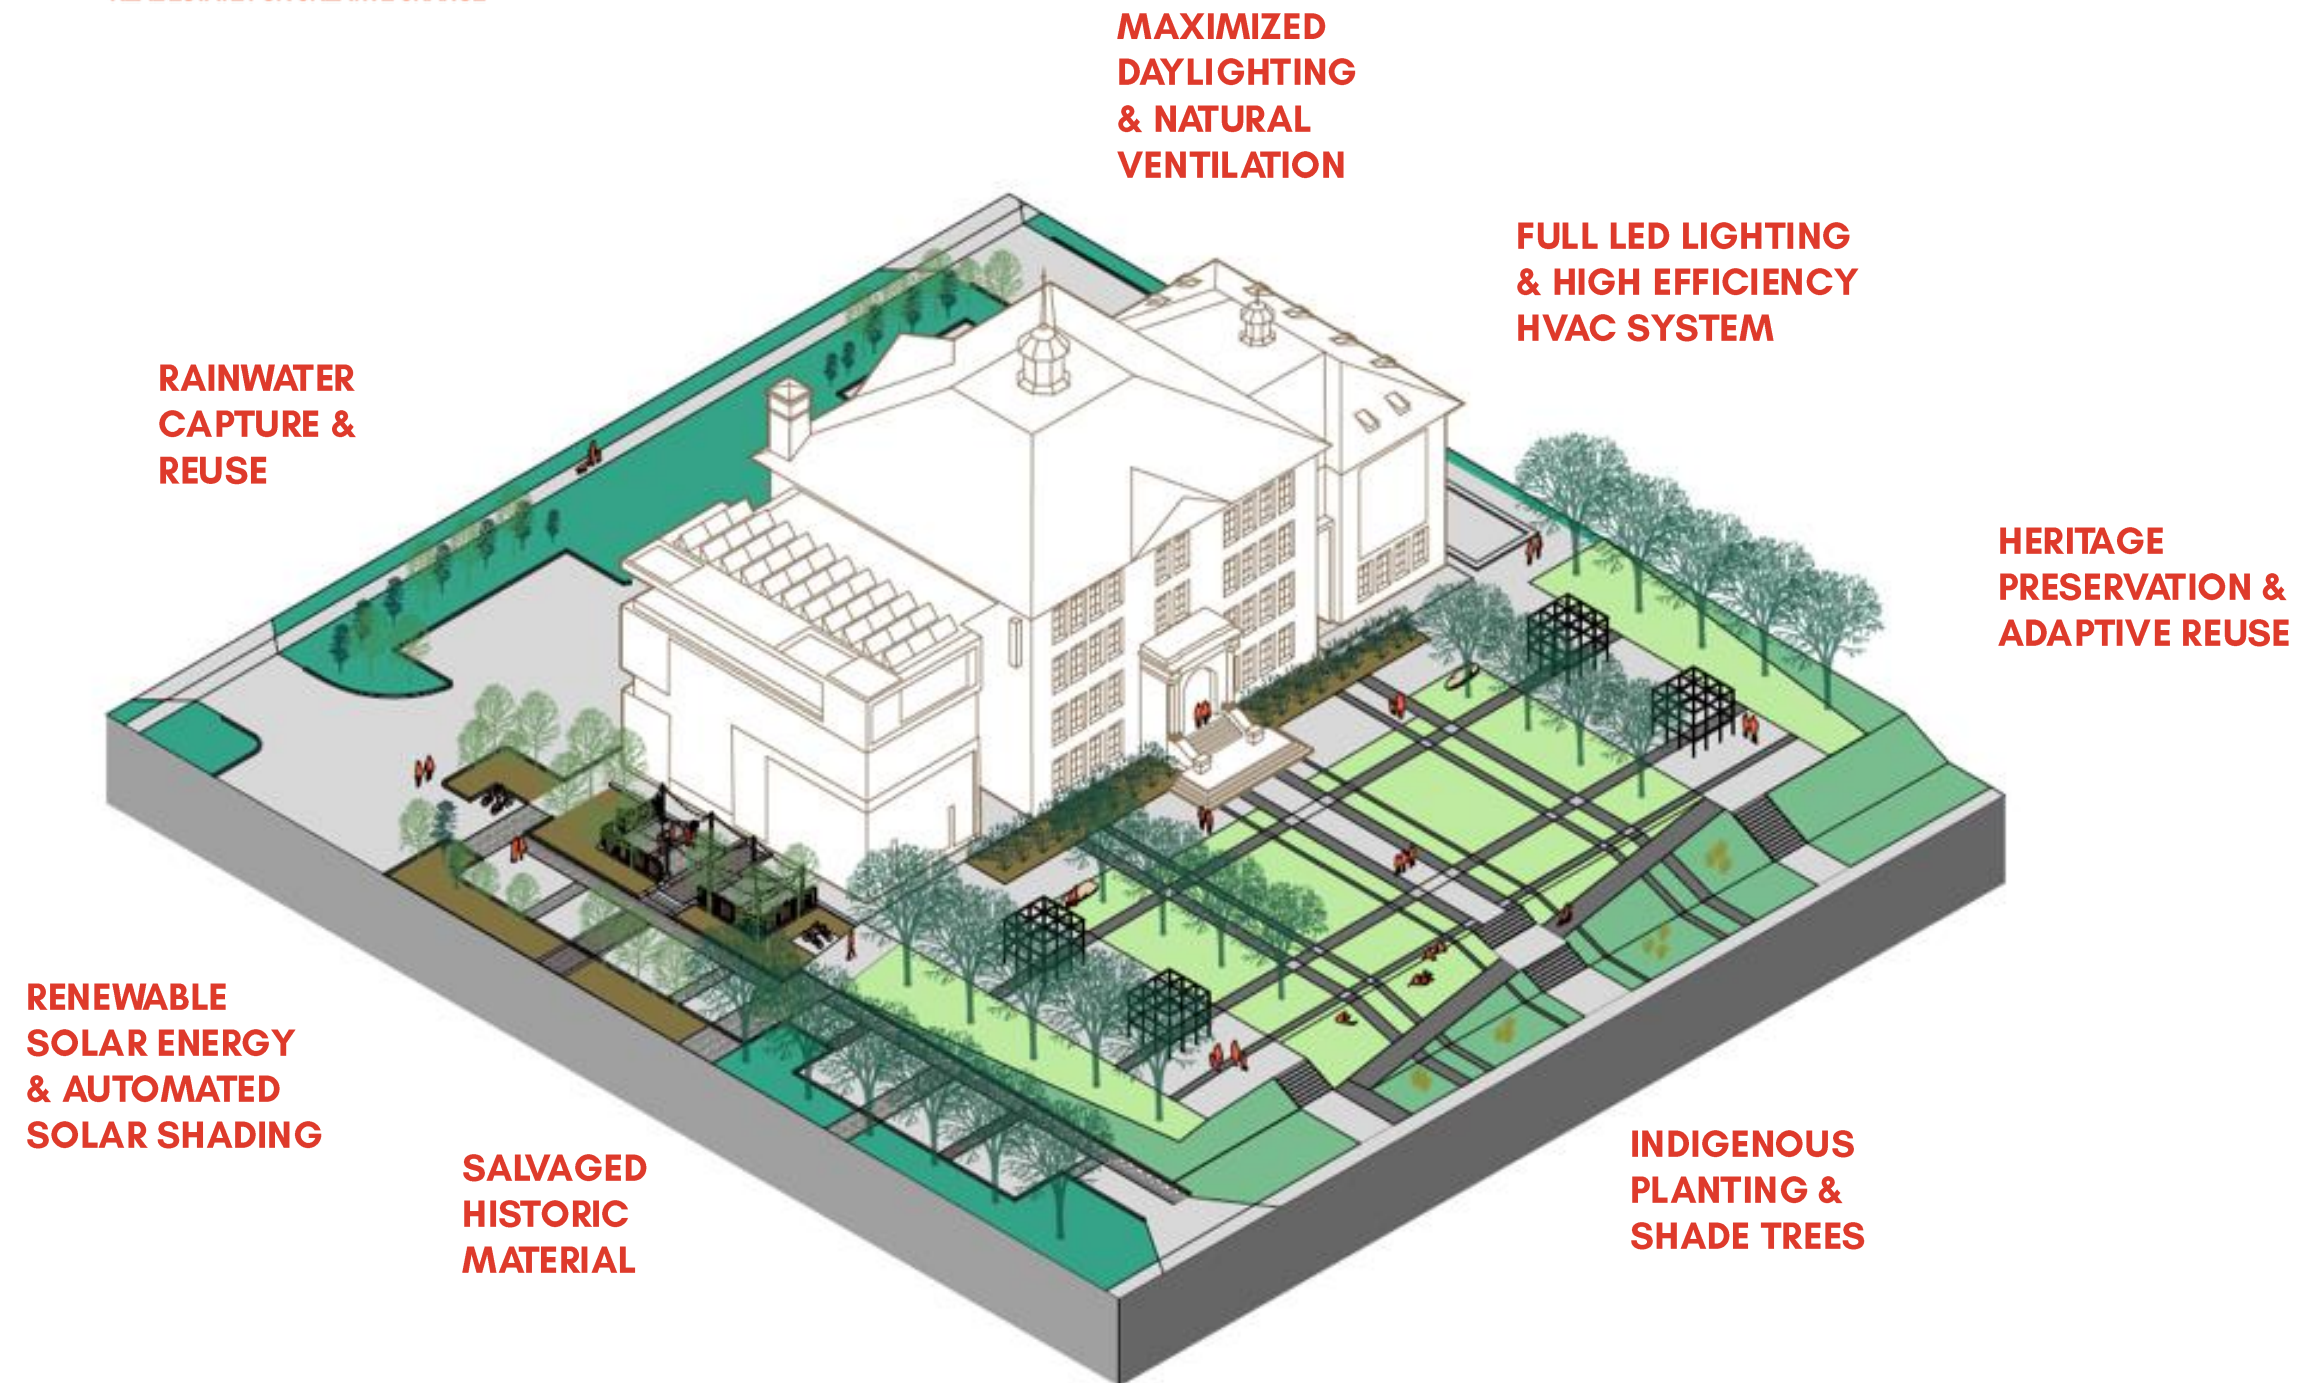 MAXIMIZED
DAYLIGHTING
& NATURAL
VENTILATION
FULL LED LIGHTING
& HIGH EFFICIENCY
HVAC SYSTEM
RAINWATER
CAPTURE &
REUSE
HERITAGE
PRESERVATION &
ADAPTIVE REUSE
RENEWABLE
SOLAR ENERGY
& AUTOMATED
SOLAR SHADING
SALVAGED
HISTORIC
MATERIAL
INDIGENOUS
PLANTING &
SHADE TREES